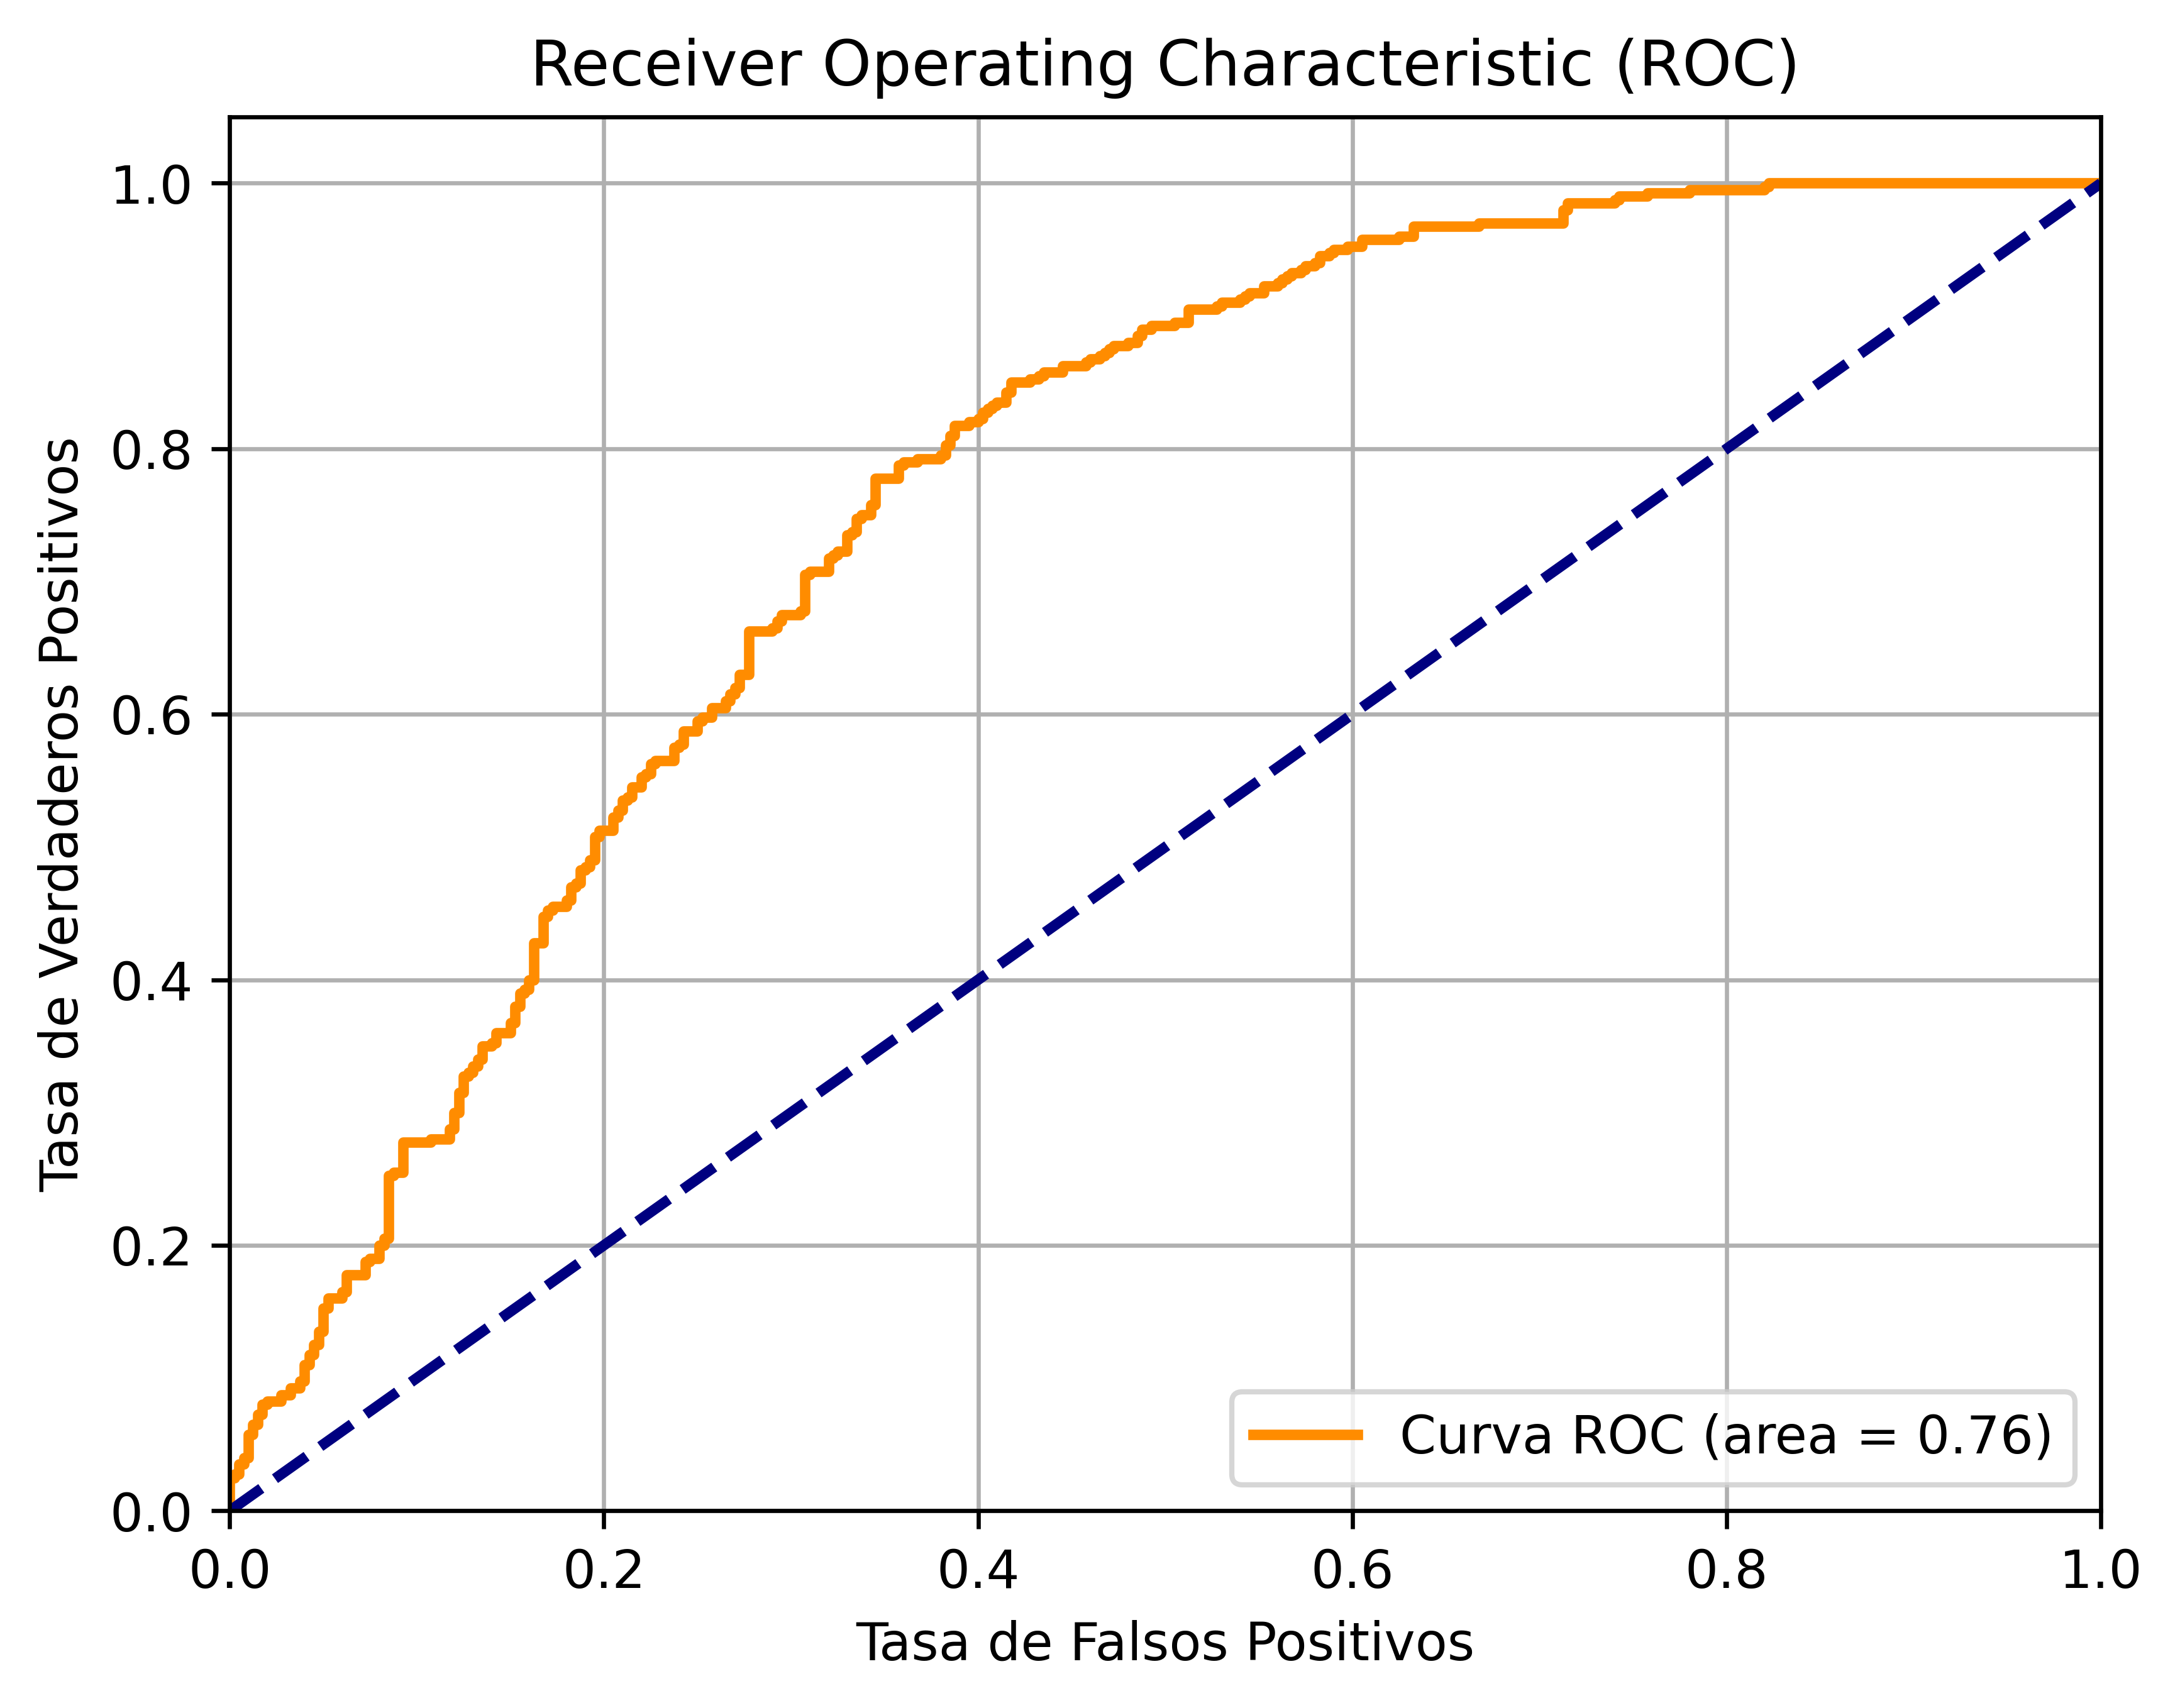 Receiver Operating Characteristic (ROC)
Tasa de Verdaderos Positivos
1.0
0.8
0.6
0.4
0.2
0.0
Curva ROC (area = 0.76)
0.0 0.2 0.4 0.6 0.8 1.0
Tasa de Falsos Positivos